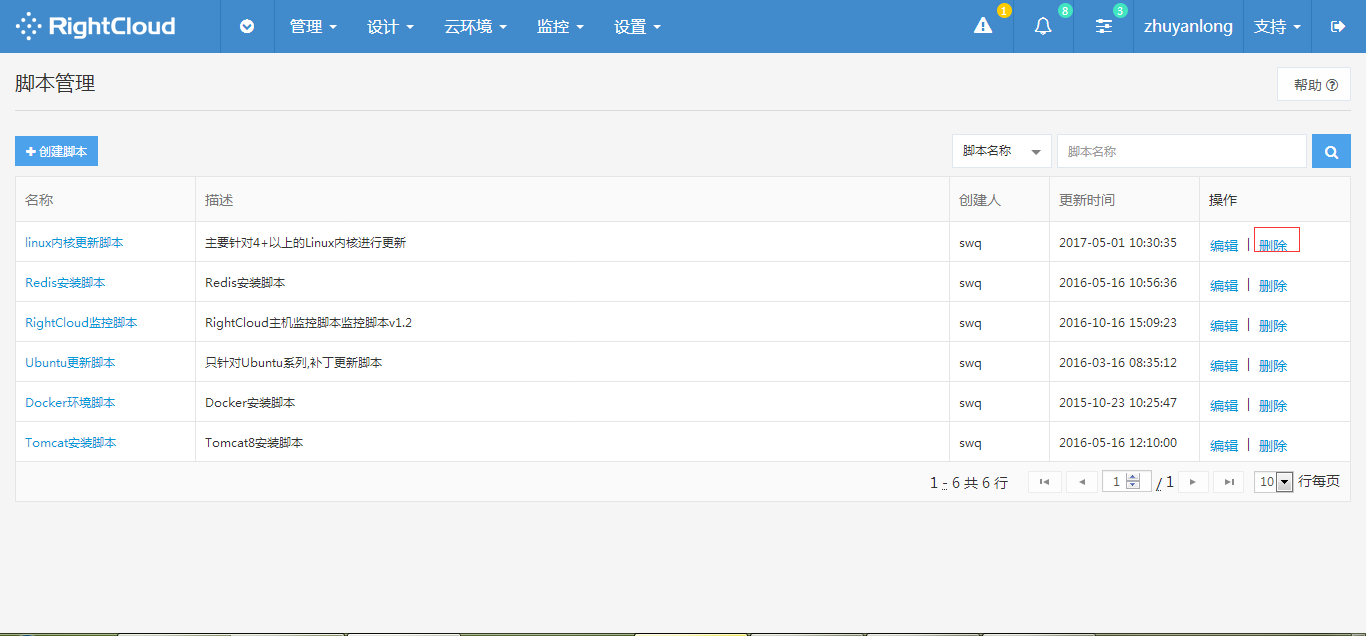 RightCloud 管理 设计 云环境 监控 设置 1 8 3 zhuyanlong 支持
脚本管理 帮助
创建脚本 脚本名称 脚本名称
名称 描述 创建人 更新时间 操作
linux内核更新脚本 主要针对4+以上的Linux内核进行更新 swq 2017-05-01 10:30:35 编辑 | 删除
Redis安装脚本 Redis安装脚本 swq 2016-05-16 10:56:36 编辑 | 删除
RightCloud监控脚本 RightCloud主机监控脚本监控脚本v1.2 swq 2016-10-16 15:09:23 编辑 | 删除
Ubuntu更新脚本 只针对Ubuntu系列,补丁更新脚本 swq 2016-03-16 08:35:12 编辑 | 删除
Docker环境脚本 Docker安装脚本 swq 2015-10-23 10:25:47 编辑 | 删除
Tomcat安装脚本 Tomcat8安装脚本 swq 2016-05-16 12:10:00 编辑 | 删除
1 - 6 共 6 行 1 / 1 10 行每页